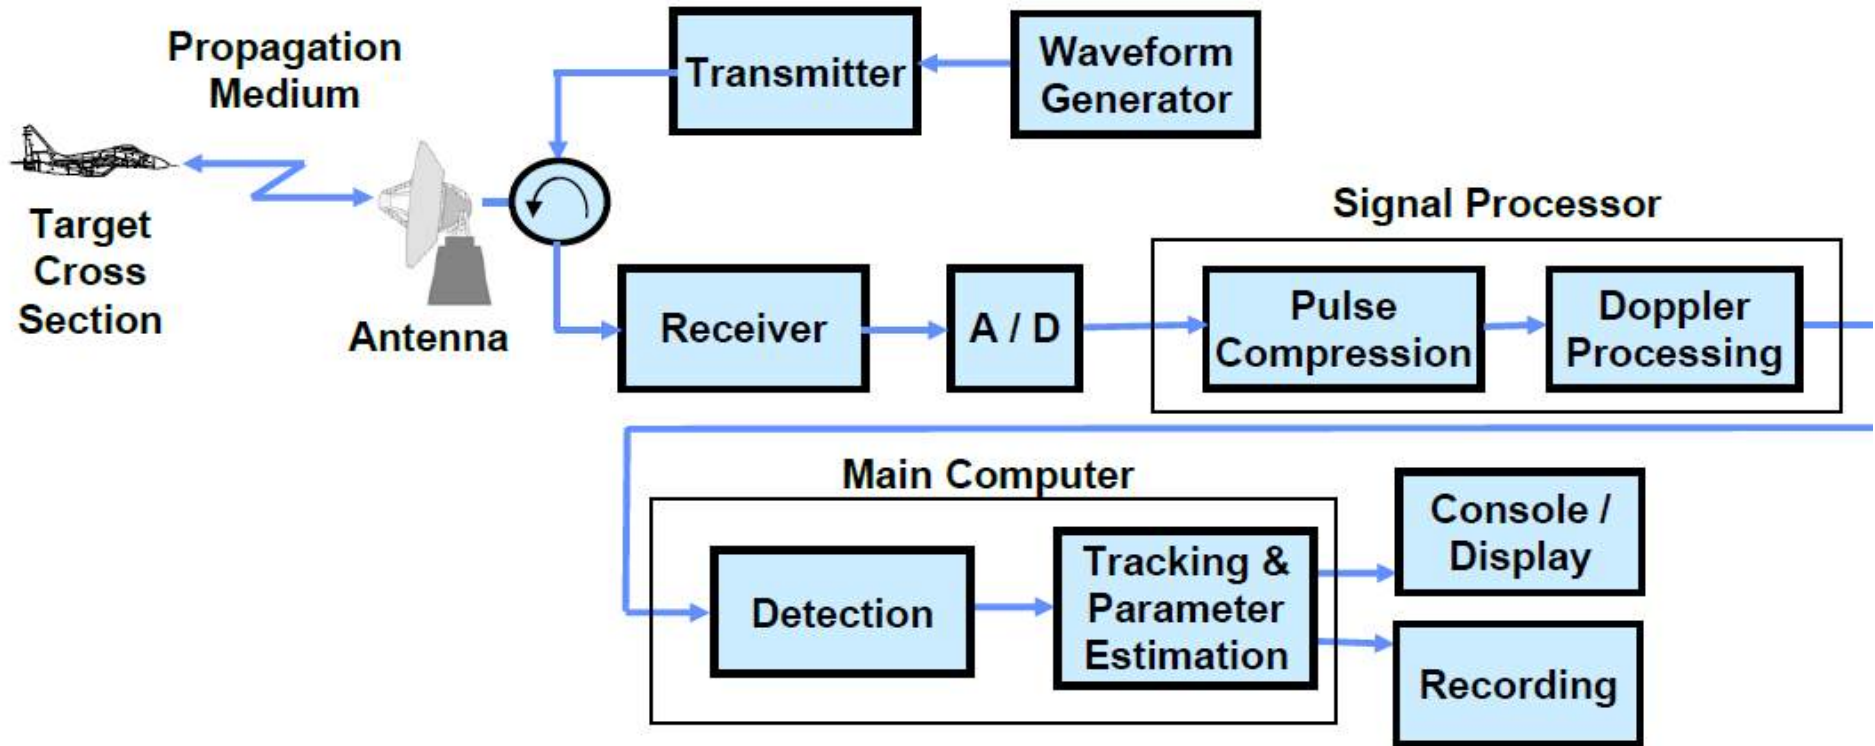 Propagation
Medium
Transmitter
Waveform
Generator
Target
Cross
Section
Antenna
Signal Processor
Receiver
A / D
Pulse
Compression
Doppler
Processing
Main Computer
Detection
Tracking &
Parameter
Estimation
Console /
Display
Recording